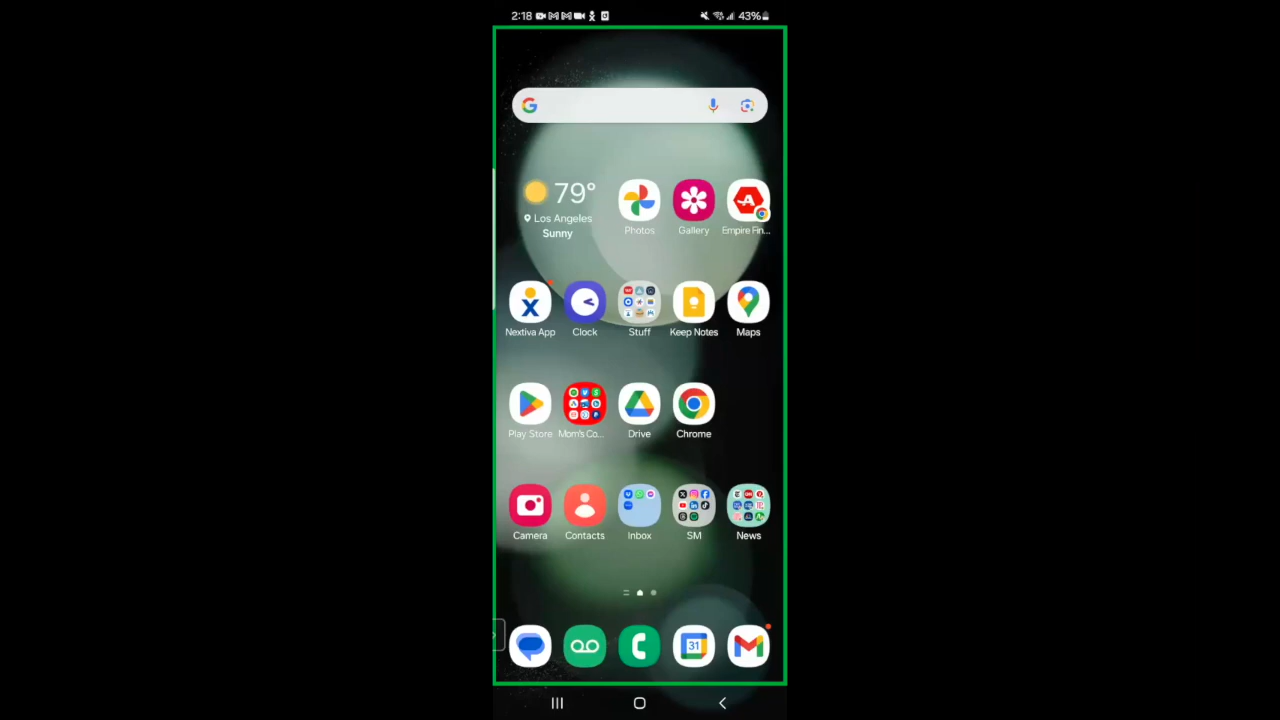 2:18 43%
79°
Los Angeles
Sunny
Photos Gallery Empire Fin...
Nextiva App Clock Stuff Keep Notes Maps
Play Store Mom's Co... Drive Chrome
Camera Contacts Inbox SM News
31